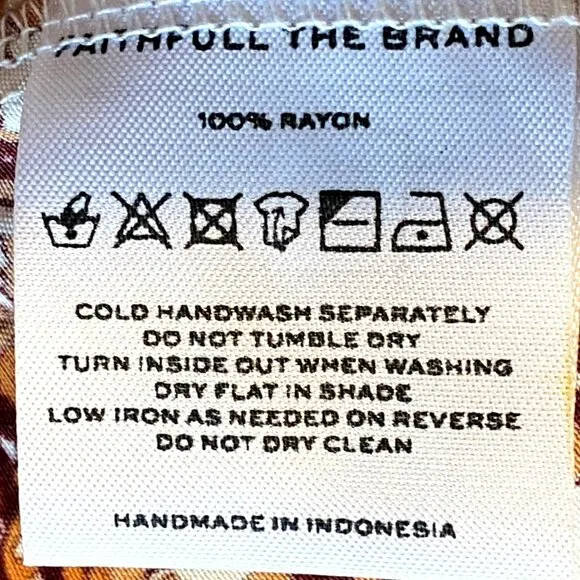 FAITHFULL THE BRAND
100% RAYON
COLD HANDWASH SEPARATELY
DO NOT TUMBLE DRY
TURN INSIDE OUT WHEN WASHING
DRY FLAT IN SHADE
LOW IRON AS NEEDED ON REVERSE
DO NOT DRY CLEAN
HANDMADE IN INDONESIA